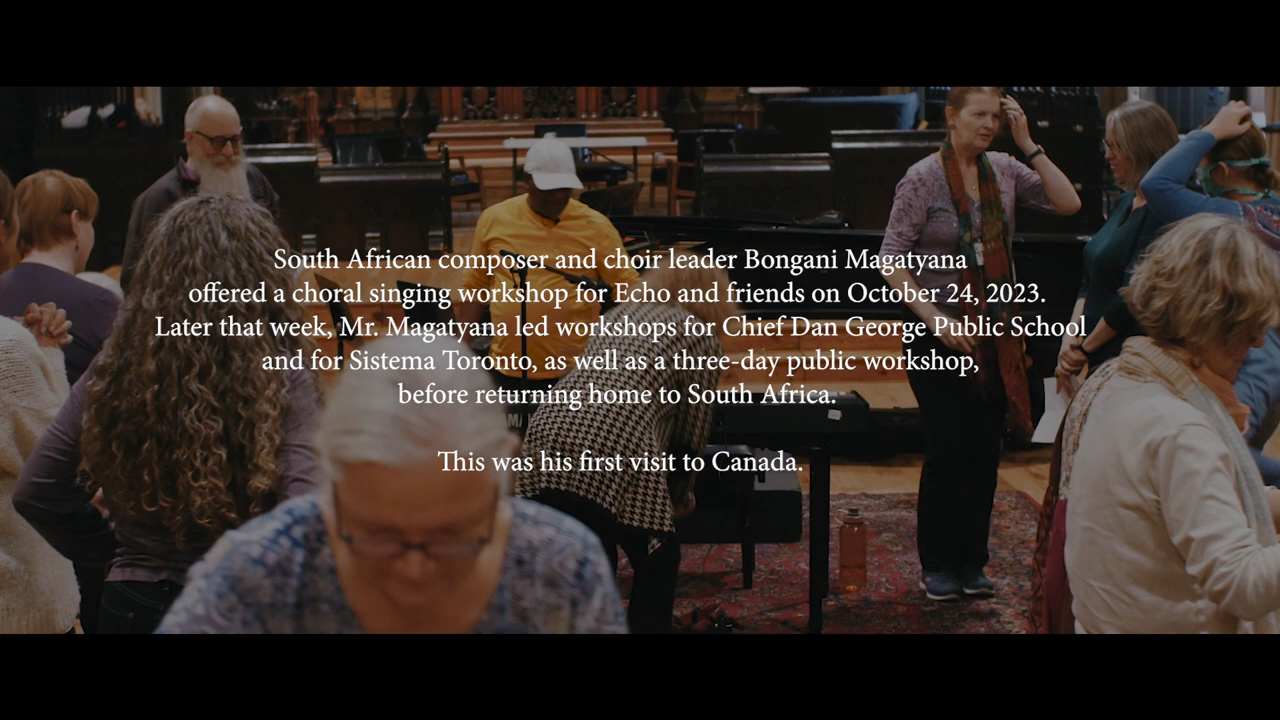 South African composer and choir leader Bongani Magatyana
offered a choral singing workshop for Echo and friends on October 24, 2023.
Later that week, Mr. Magatyana led workshops for Chief Dan George Public School
and for Sistema Toronto, as well as a three-day public workshop,
before returning home to South Africa.
This was his first visit to Canada.